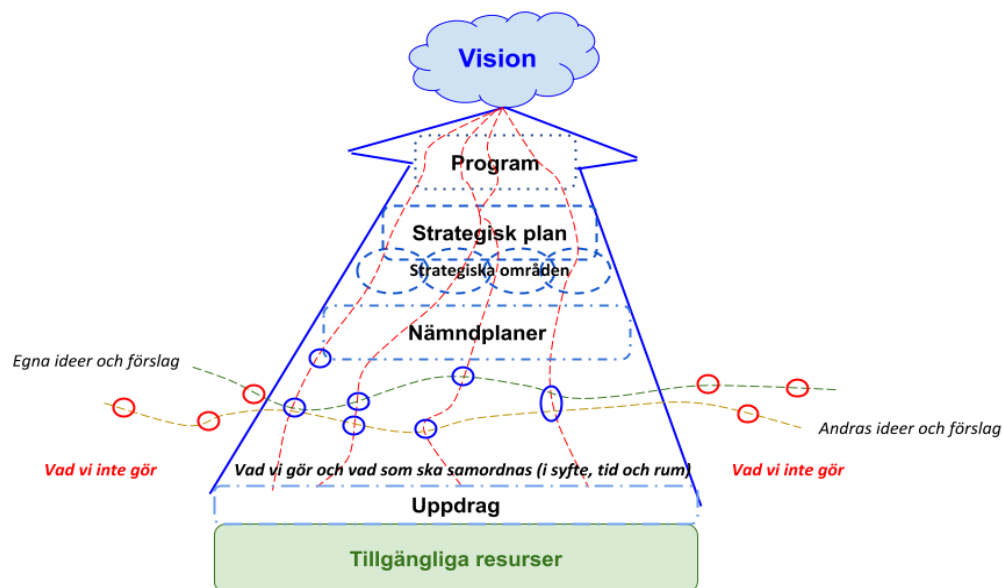 Vision
Program
Strategisk plan
Strategiska områden
Nämndplaner
Egna ideer och förslag
Andras ideer och förslag
Vad vi inte gör
Vad vi gör och vad som ska samordnas (i syfte, tid och rum)
Vad vi inte gör
Uppdrag
Tillgängliga resurser